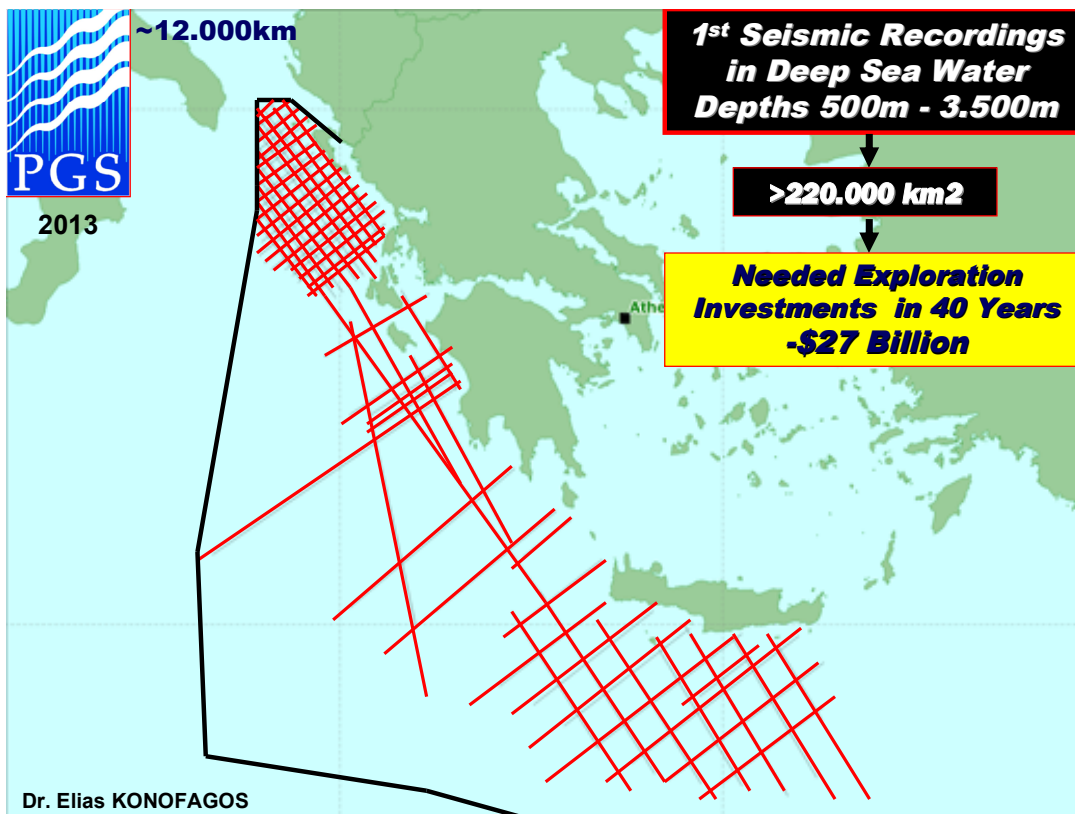 ~12.000km
PGS
2013
1st Seismic Recordings
in Deep Sea Water
Depths 500m - 3.500m
>220.000 km2
Needed Exploration
Investments in 40 Years
-$27 Billion
Athe
Dr. Elias KONOFAGOS